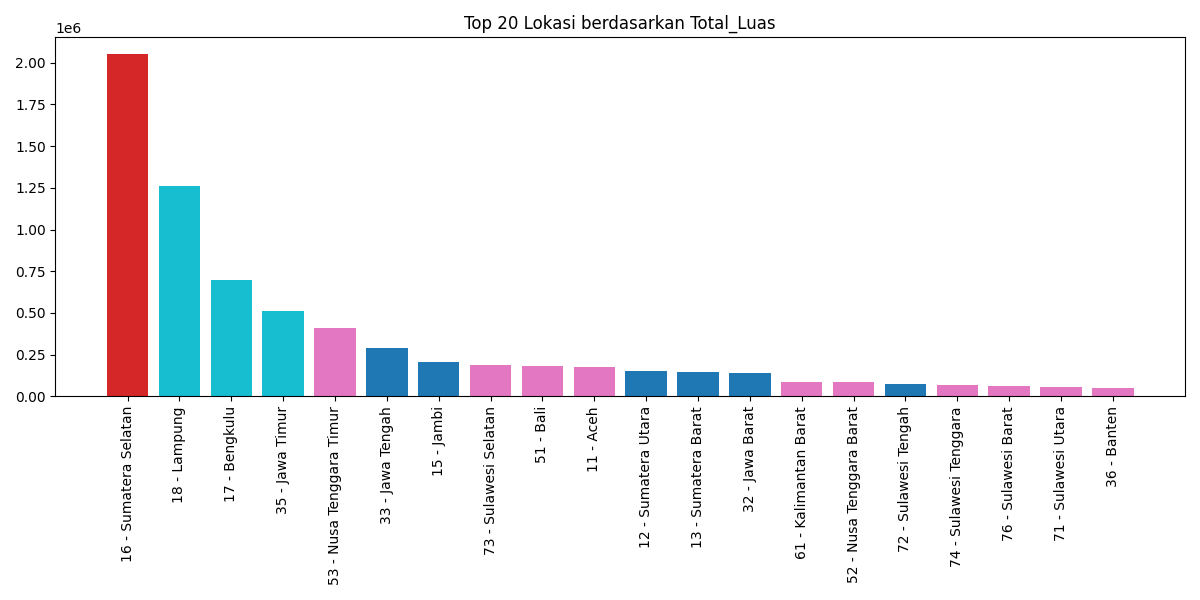 Top 20 Lokasi berdasarkan Total_Luas
1e6
2.00
1.75
1.50
1.25
1.00
0.75
0.50
0.25
0.00
16 - Sumatera Selatan
18 - Lampung
17 - Bengkulu
35 - Jawa Timur
53 - Nusa Tenggara Timur
33 - Jawa Tengah
15 - Jambi
73 - Sulawesi Selatan
51 - Bali
11 - Aceh
12 - Sumatera Utara
13 - Sumatera Barat
32 - Jawa Barat
61 - Kalimantan Barat
52 - Nusa Tenggara Barat
72 - Sulawesi Tengah
74 - Sulawesi Tenggara
76 - Sulawesi Barat
71 - Sulawesi Utara
36 - Banten